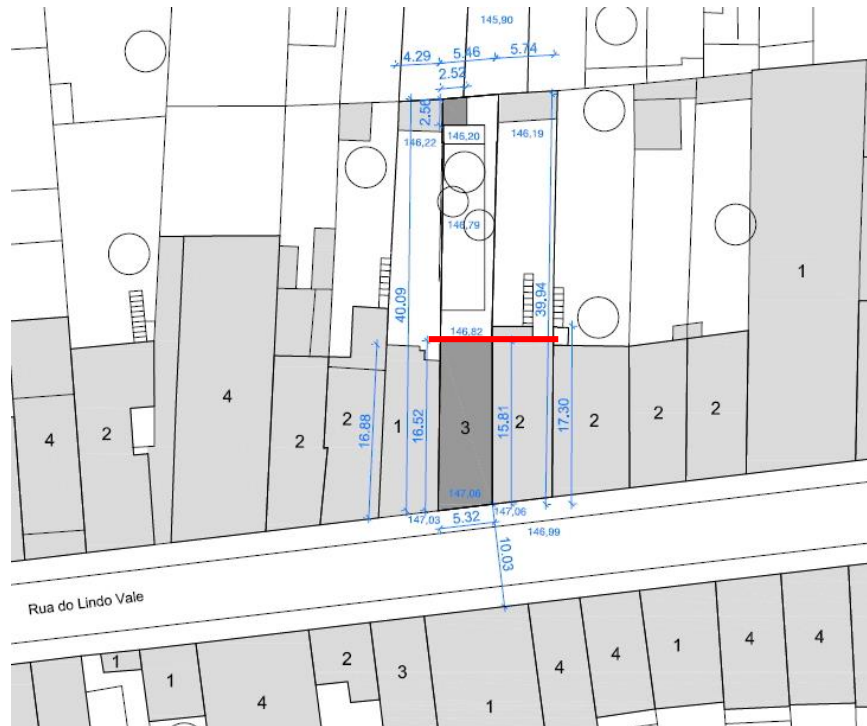 145,90
4.29 5.46 5.74
2.52
2.56
146,22 146,20 146,19
146,79
40.09 39.94
146,82
1
4
4 2 2 2 1 3 2 2 2 2
16.88 16.52 15.81 17.30
147,06
147,03 5.32 147,06
146,99
10.03
Rua do Lindo Vale
1 1 4 2 3 1 4 4 1 4 4